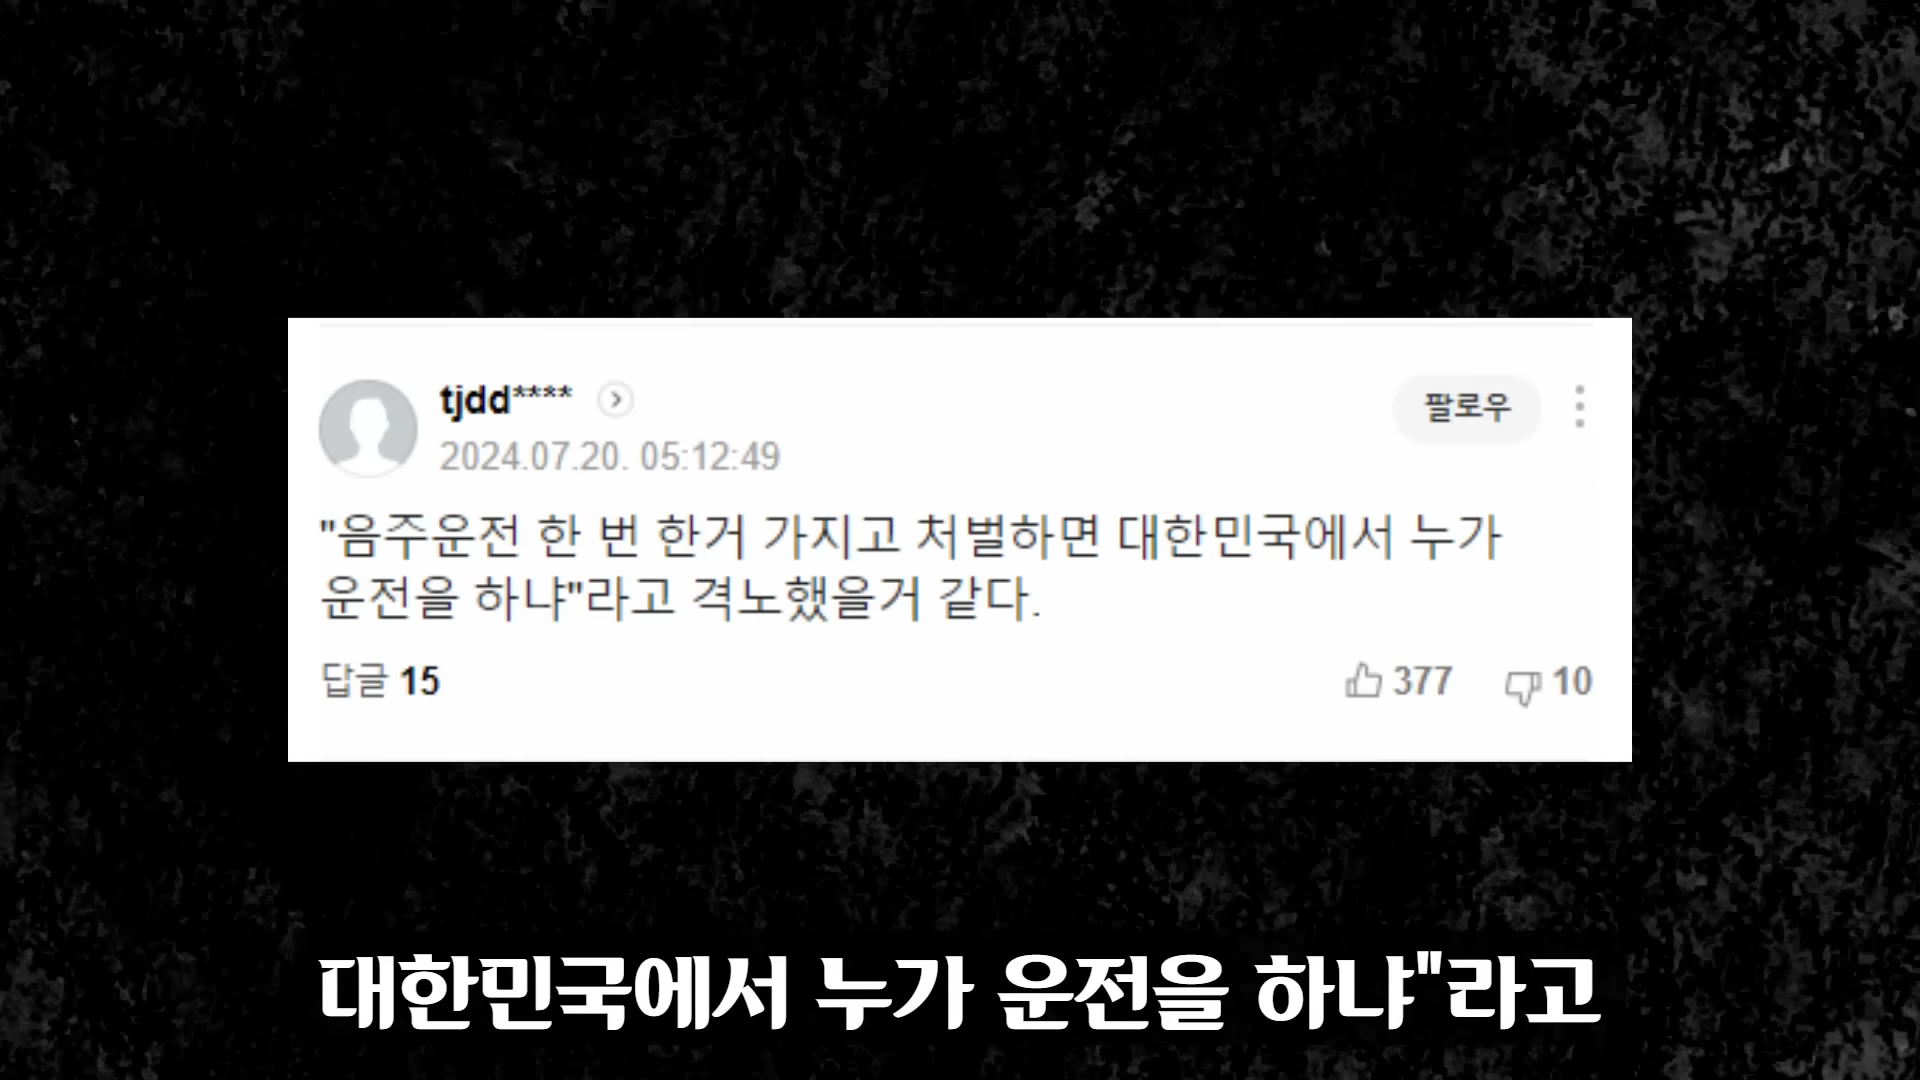 tjdd****
팔로우
2024.07.20. 05:12:49
"음주운전 한 번 한거 가지고 처벌하면 대한민국에서 누가
운전을 하냐"라고 격노했을거 같다.
답글 15
377
10
대한민국에서 누가 운전을 하냐"라고